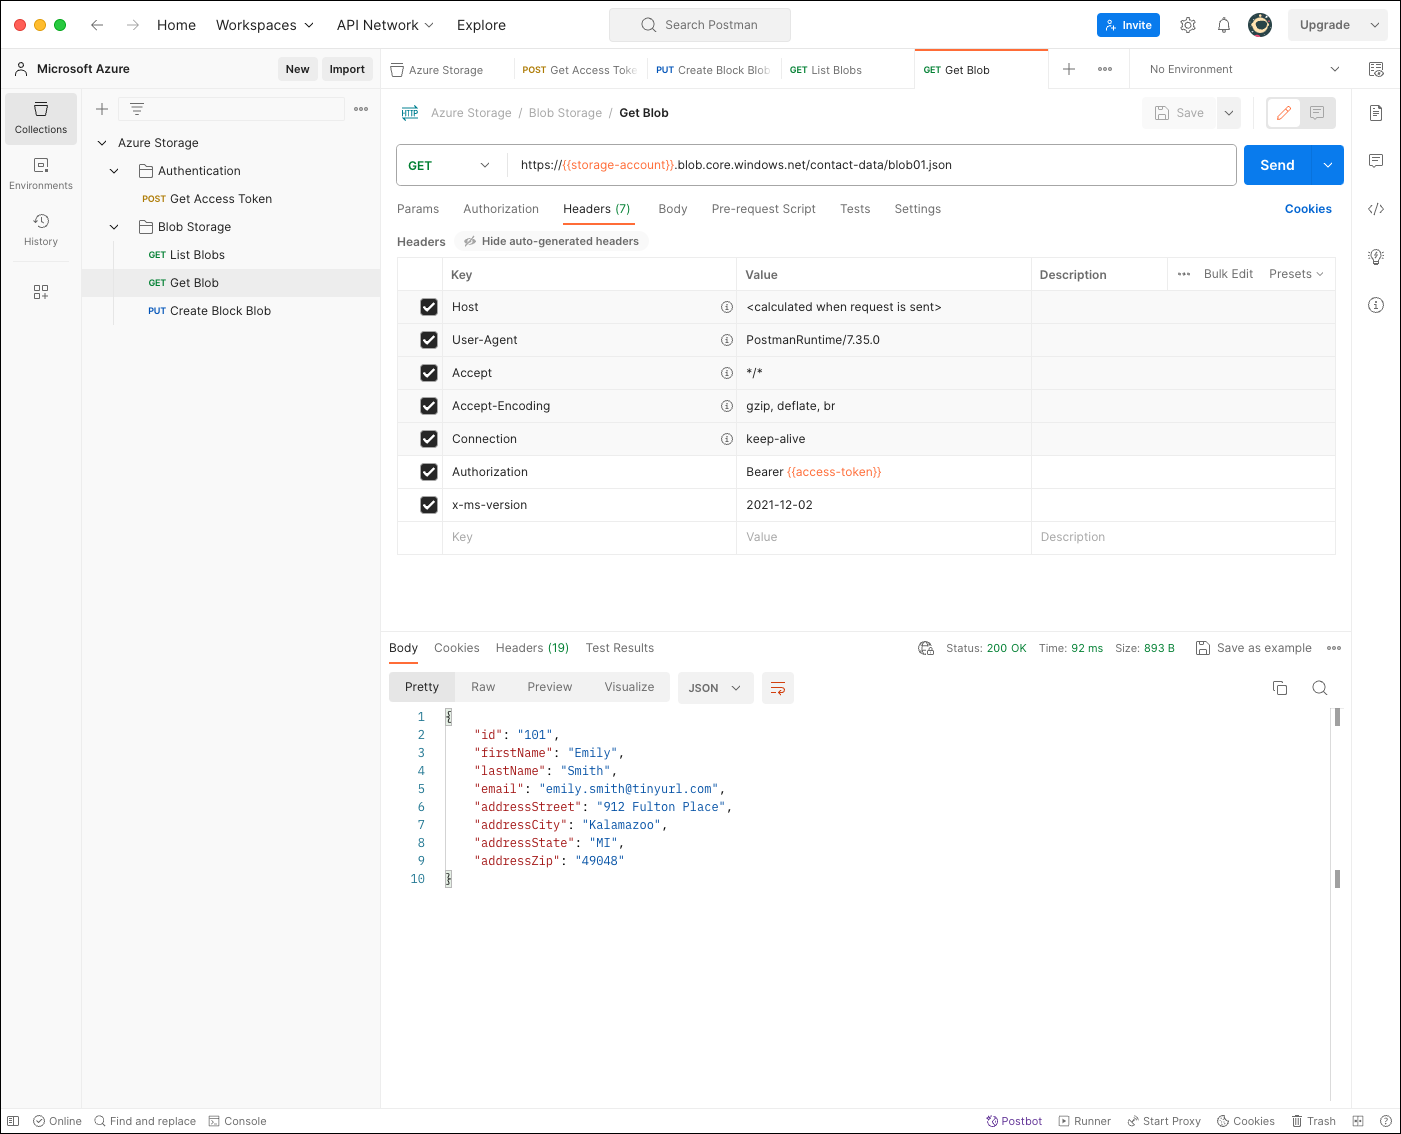 Home Workspaces API Network Explore Search Postman Invite Upgrade
Microsoft Azure New Import
Azure Storage POST Get Access Toke PUT Create Block Blob GET List Blobs GET Get Blob No Environment
Collections
Environments
History
Azure Storage
Authentication
POST Get Access Token
Blob Storage
GET List Blobs
GET Get Blob
PUT Create Block Blob
HTTP Azure Storage / Blob Storage / Get Blob Save
GET https://{{storage-account}}.blob.core.windows.net/contact-data/blob01.json Send
Params Authorization Headers (7) Body Pre-request Script Tests Settings Cookies
Headers Hide auto-generated headers
Key Value Description Bulk Edit Presets
Host <calculated when request is sent>
User-Agent PostmanRuntime/7.35.0
Accept */*
Accept-Encoding gzip, deflate, br
Connection keep-alive
Authorization Bearer {{access-token}}
x-ms-version 2021-12-02
Key Value Description
Body Cookies Headers (19) Test Results Status: 200 OK Time: 92 ms Size: 893 B Save as example
Pretty Raw Preview Visualize JSON
1 {
2 "id": "101",
3 "firstName": "Emily",
4 "lastName": "Smith",
5 "email": "emily.smith@tinyurl.com",
6 "addressStreet": "912 Fulton Place",
7 "addressCity": "Kalamazoo",
8 "addressState": "MI",
9 "addressZip": "49048"
10 }
Online Find and replace Console Postbot Runner Start Proxy Cookies Trash